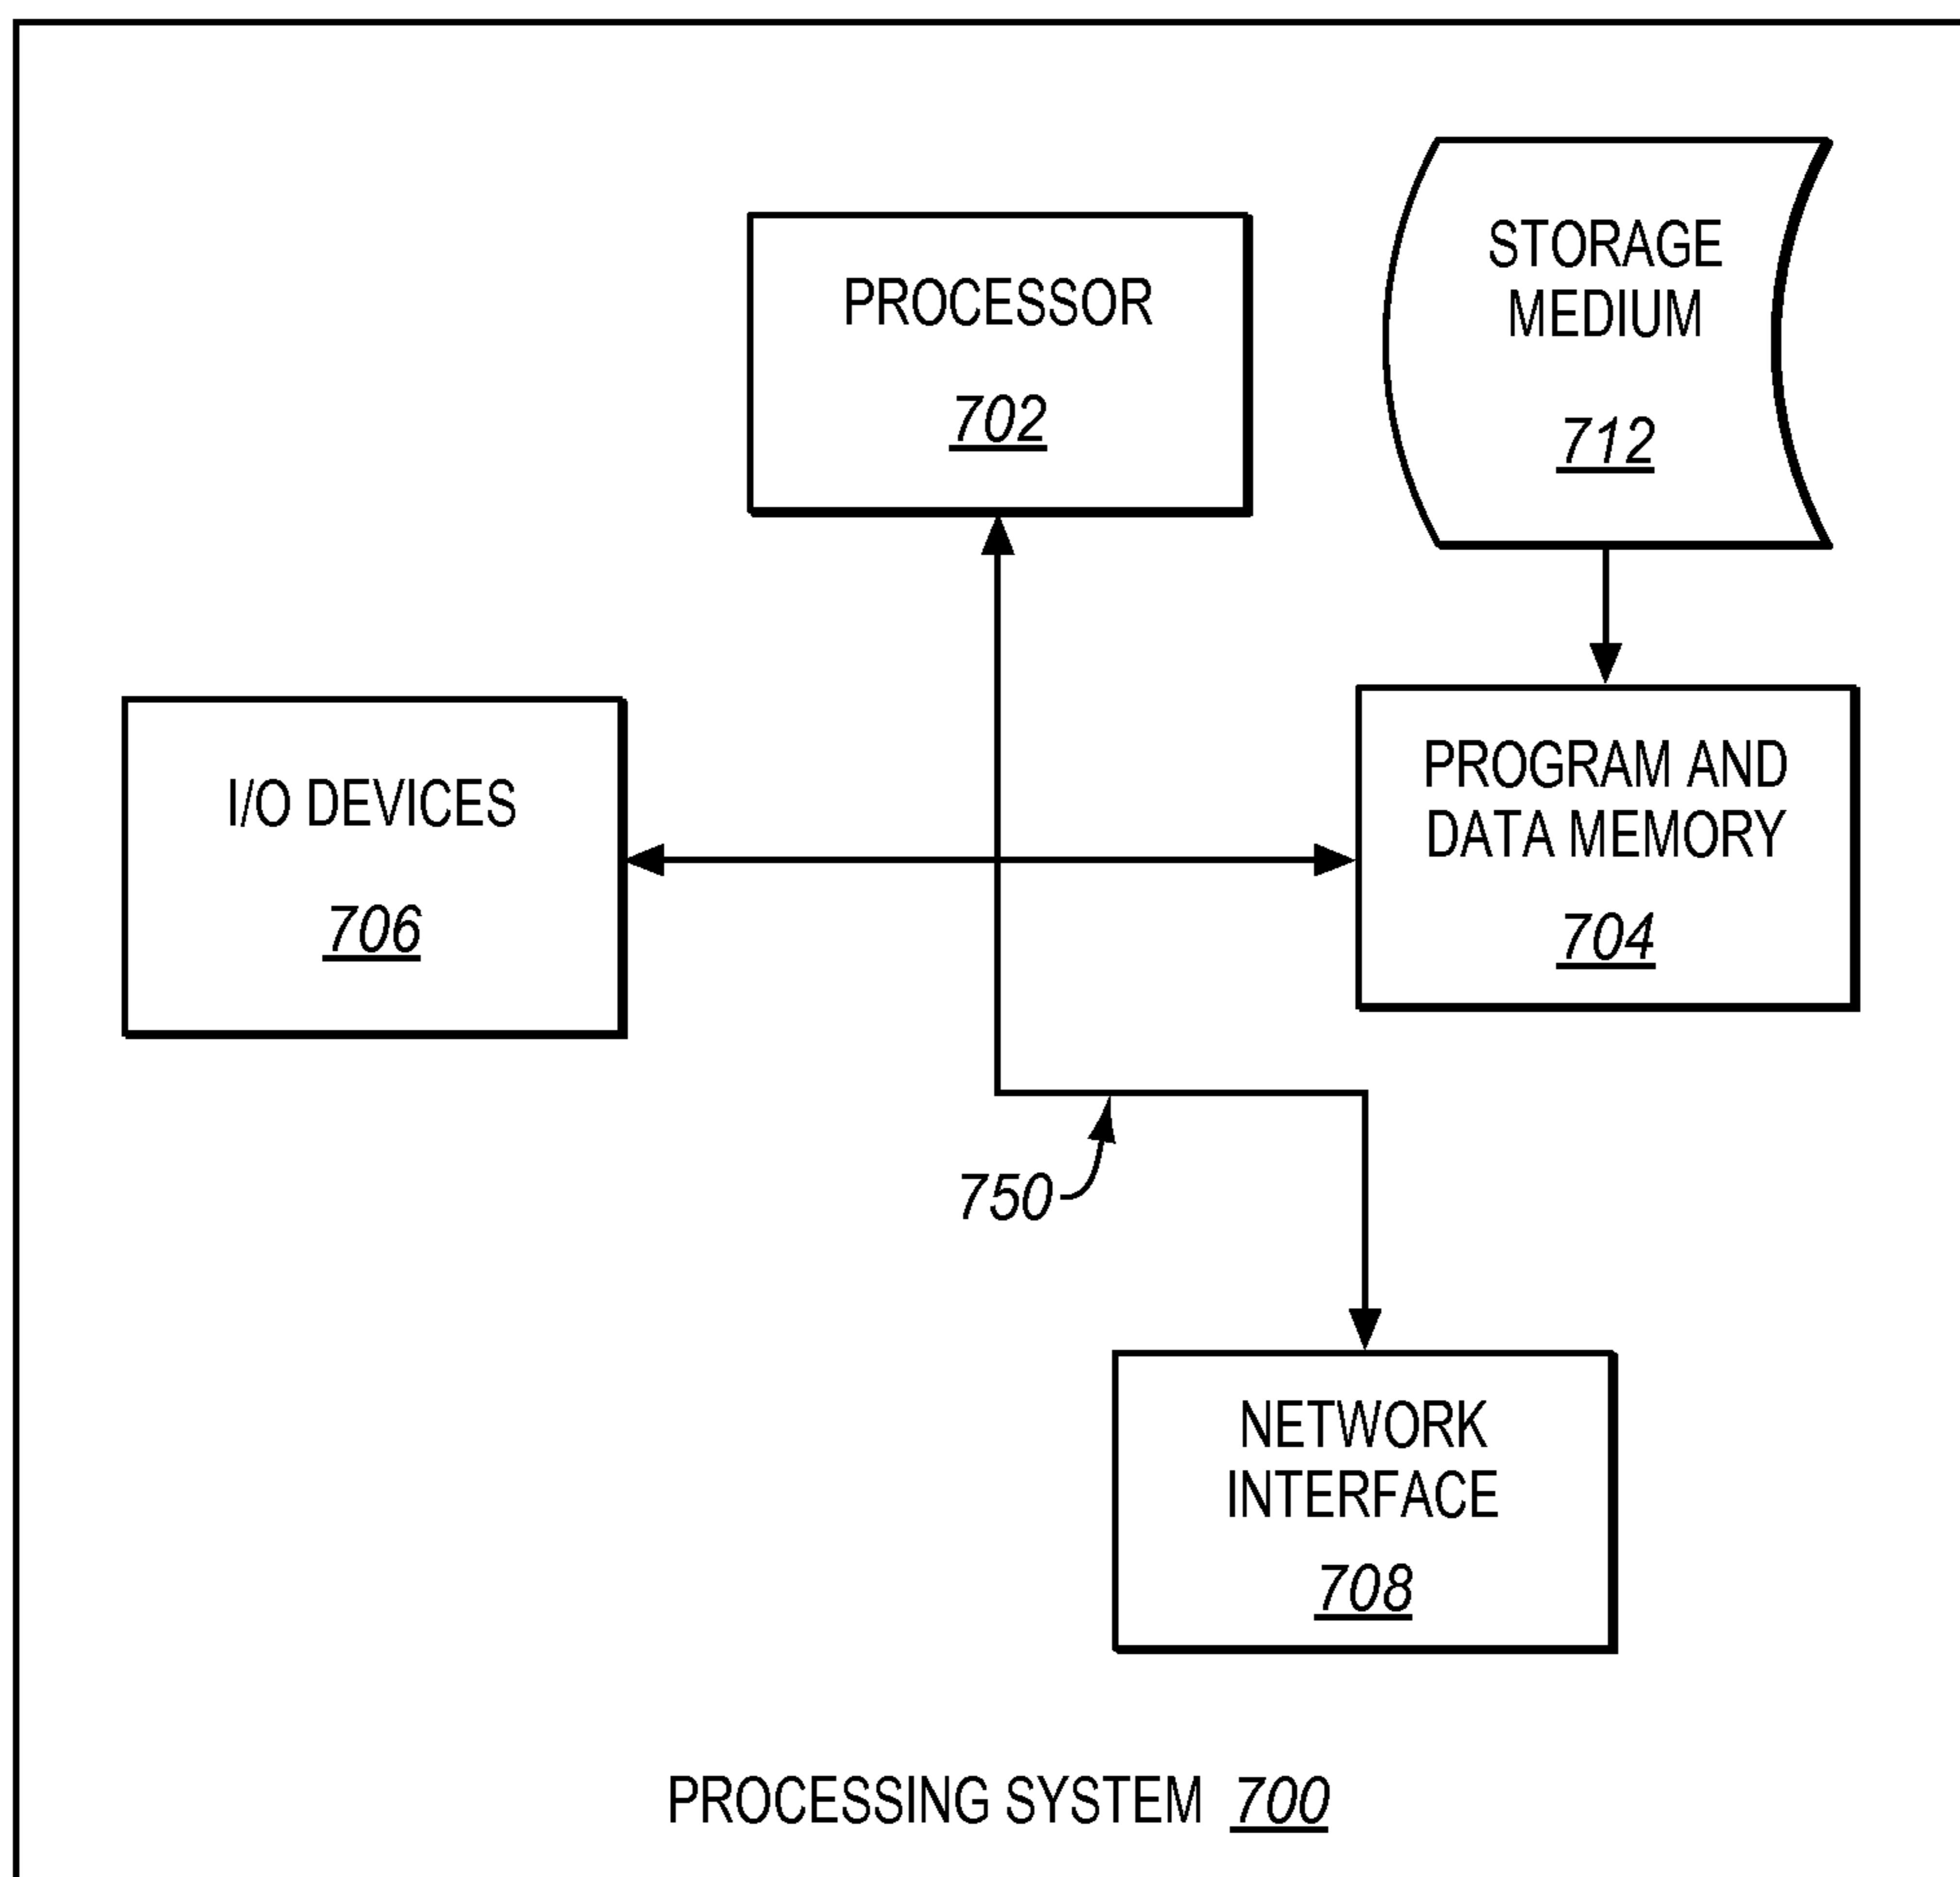 PROCESSOR
702
STORAGE
MEDIUM
712
I/O DEVICES
706
PROGRAM AND
DATA MEMORY
704
750
NETWORK
INTERFACE
708
PROCESSING SYSTEM 700